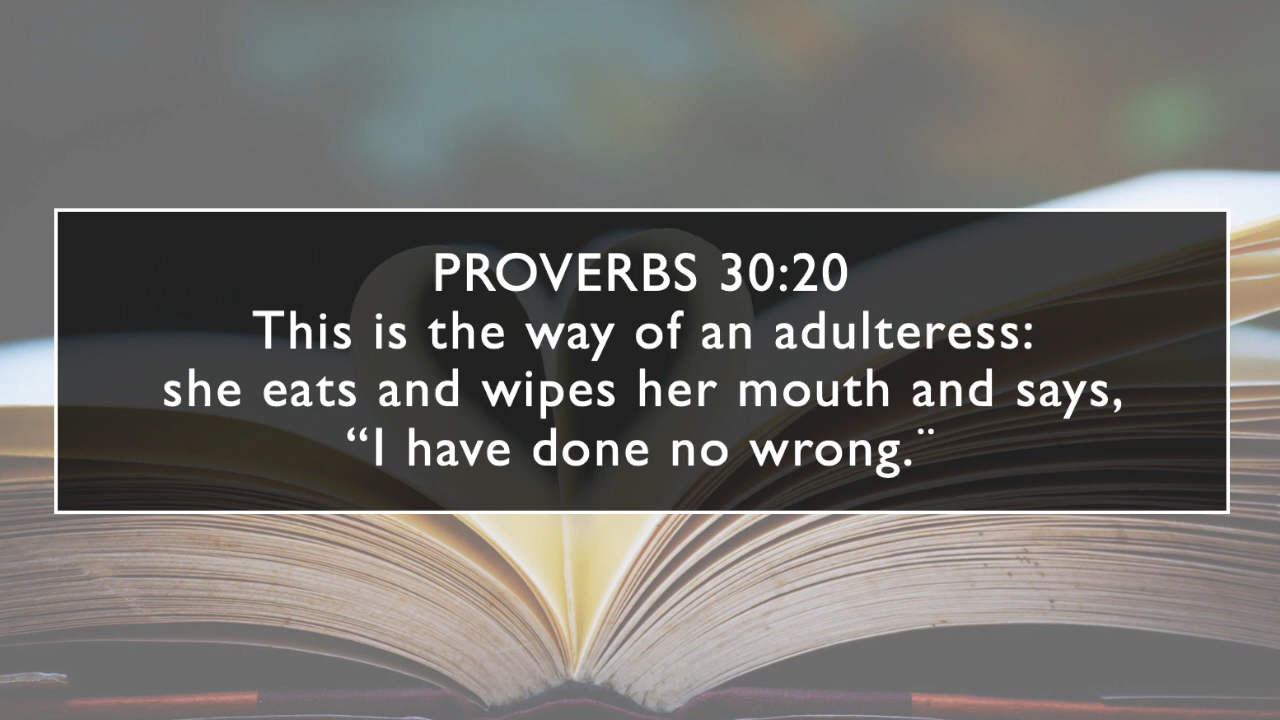 PROVERBS 30:20
This is the way of an adulteress:
she eats and wipes her mouth and says,
“I have done no wrong.¨